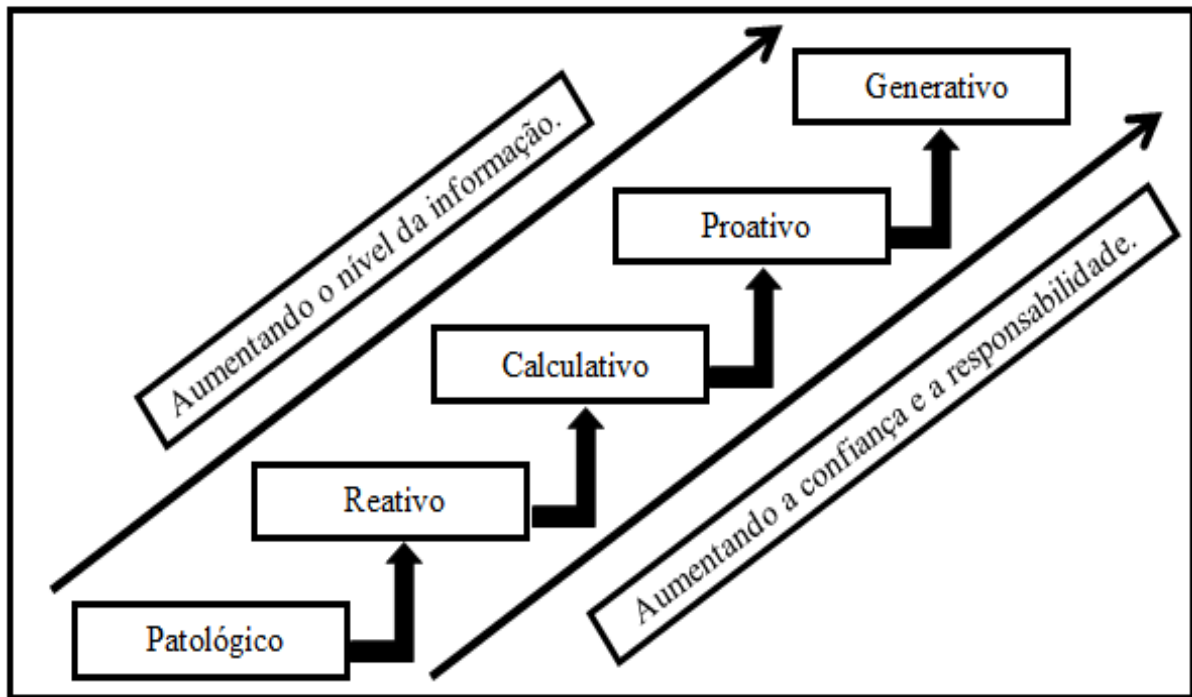 Generativo
Aumentando o nível da informação.
Proativo
Calculativo
Aumentando a confiança e a responsabilidade.
Reativo
Patológico